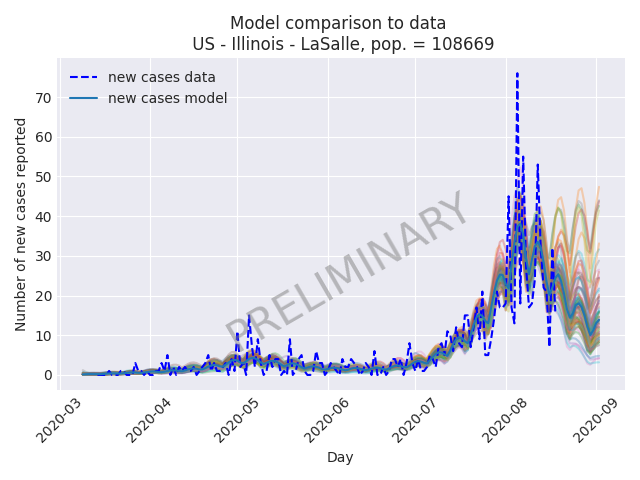 Model comparison to data
US - Illinois - LaSalle, pop. = 108669
new cases data
new cases model
PRELIMINARY
Number of new cases reported
70
60
50
40
30
20
10
0
2020-03
2020-04
2020-05
2020-06
2020-07
2020-08
2020-09
Day